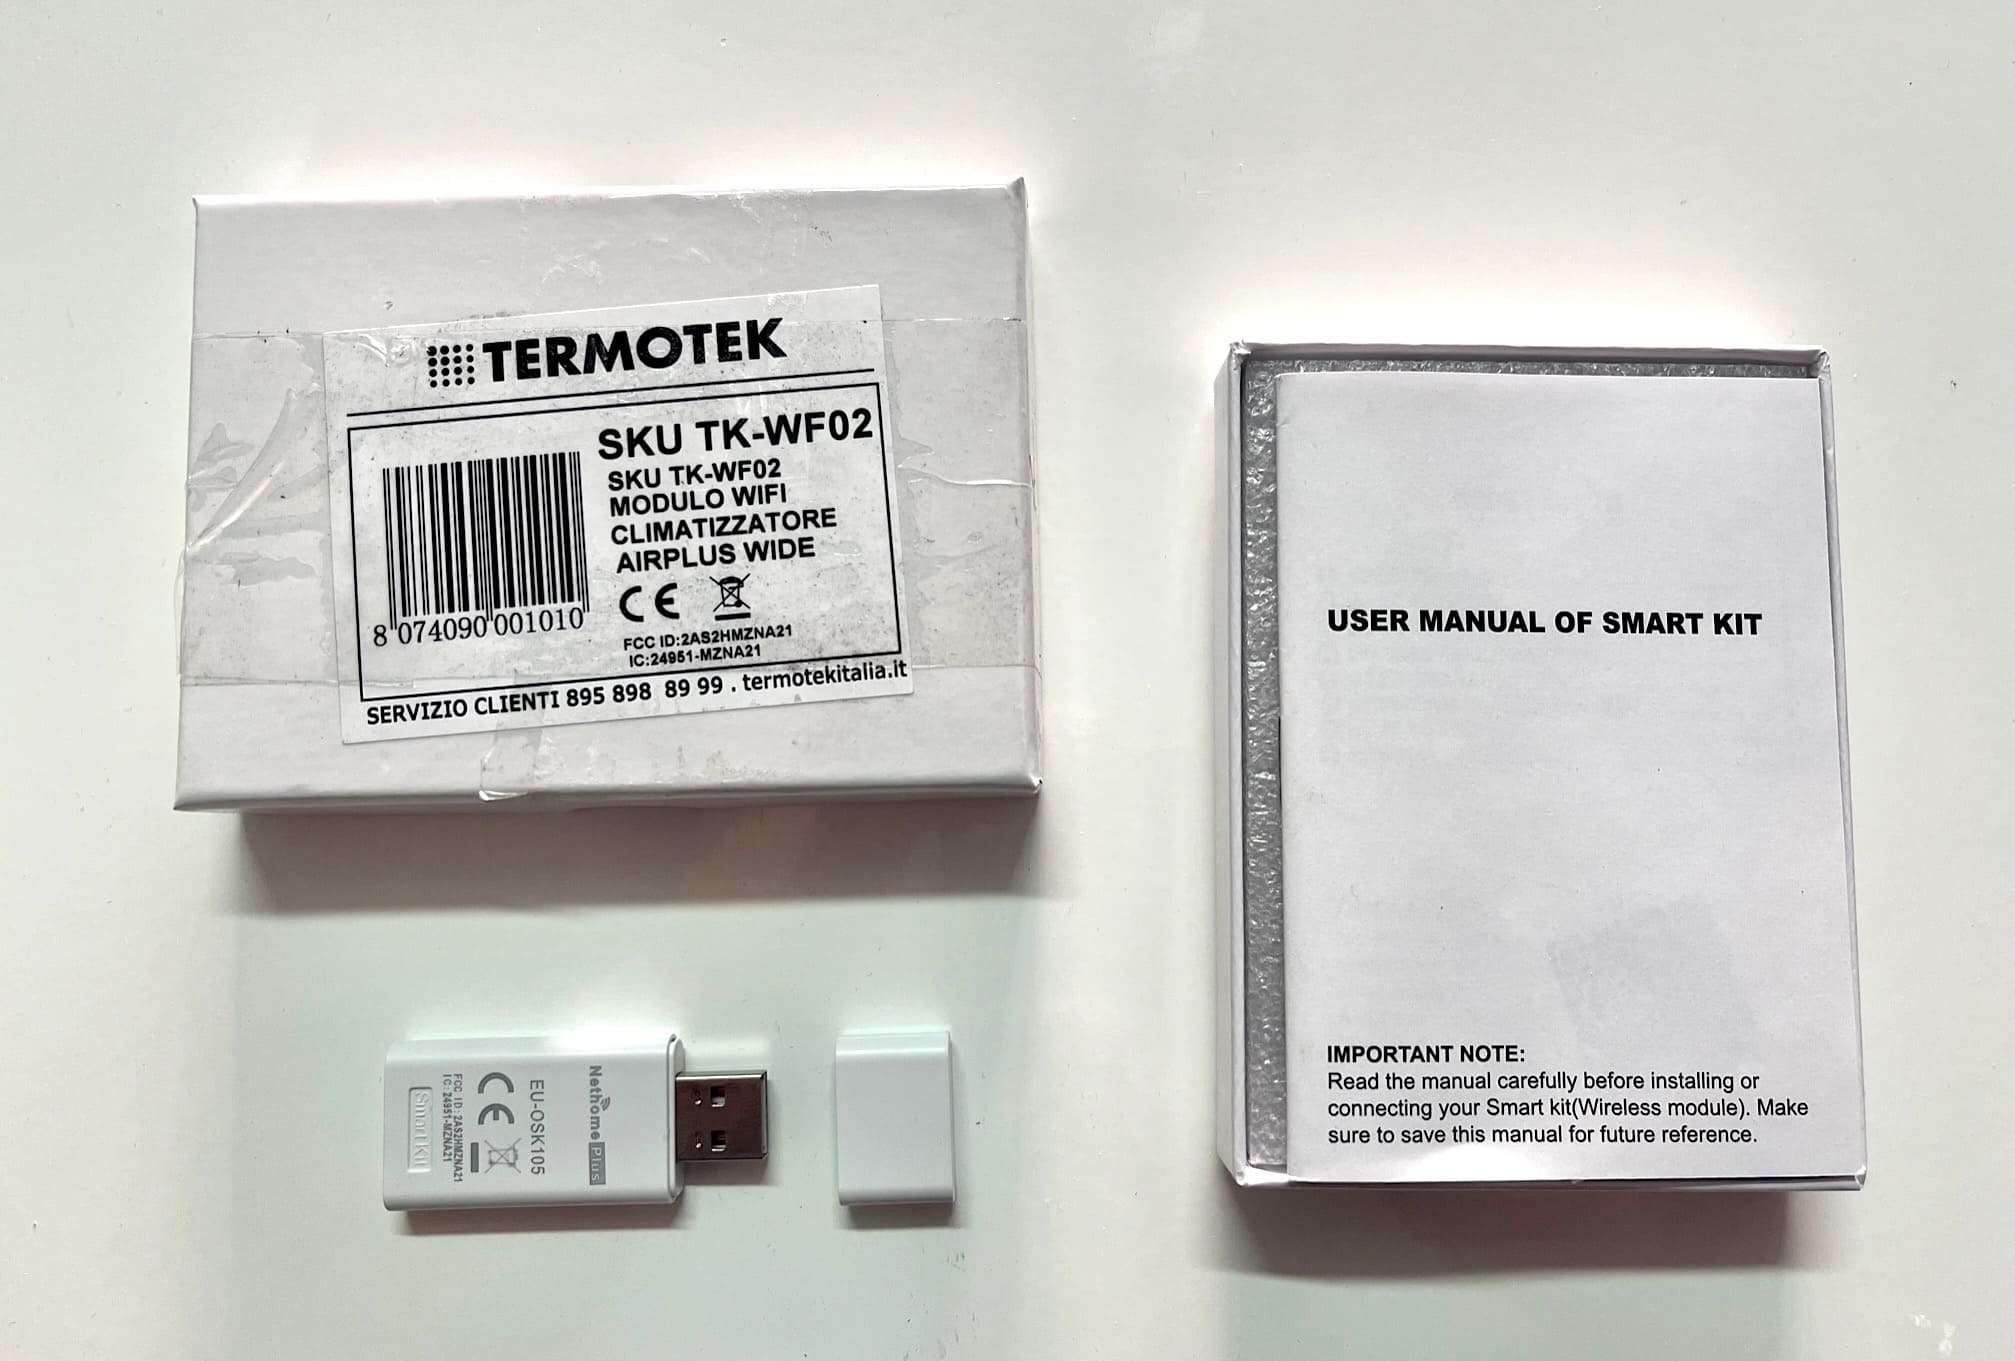 TERMOTEK
SKU TK-WF02
SKU TK-WF02
MODULO WIFI
CLIMATIZZATORE
AIRPLUS WIDE
CE
FCC ID:2AS2HMZNA21
IC:24951-MZNA21
8 074090 001010
SERVIZIO CLIENTI 895 898 89 99 . termotekitalia.it
USER MANUAL OF SMART KIT
IMPORTANT NOTE:
Read the manual carefully before installing or
connecting your Smart kit(Wireless module). Make
sure to save this manual for future reference.
Nethome Plus
EU-OSK105
CE
FCC ID: 2AS2HMZNA21
IC: 24951-MZNA21
Smart Kit